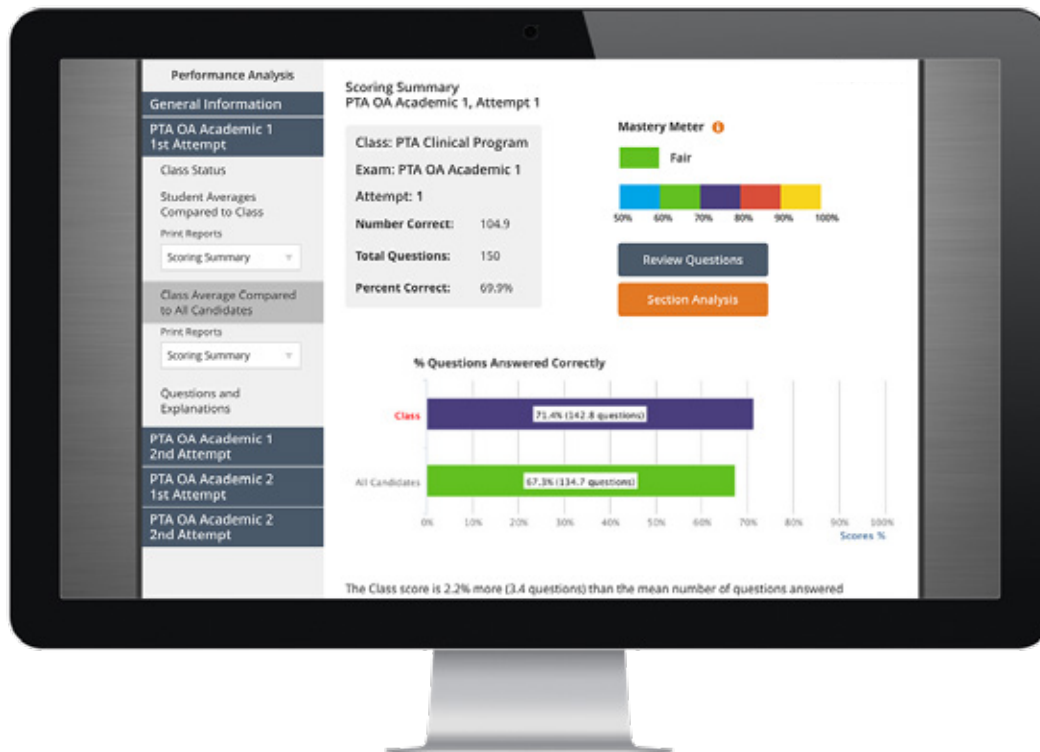 Performance Analysis
General Information
PTA OA Academic 1
1st Attempt
Class Status
Student Averages
Compared to Class
Print Reports
Scoring Summary
Class Average Compared
to All Candidates
Print Reports
Scoring Summary
Questions and
Explanations
PTA OA Academic 1
2nd Attempt
PTA OA Academic 2
1st Attempt
PTA OA Academic 2
2nd Attempt
Scoring Summary
PTA OA Academic 1, Attempt 1
Class: PTA Clinical Program
Exam: PTA OA Academic 1
Attempt: 1
Number Correct: 104.9
Total Questions: 150
Percent Correct: 69.9%
Mastery Meter i
Fair
50% 60% 70% 80% 90% 100%
Review Questions
Section Analysis
% Questions Answered Correctly
Class 71.4% (142.8 questions)
All Candidates 67.3% (134.7 questions)
0% 10% 20% 30% 40% 50% 60% 70% 80% 90% 100%
Scores %
The Class score is 2.2% more (3.4 questions) than the mean number of questions answered